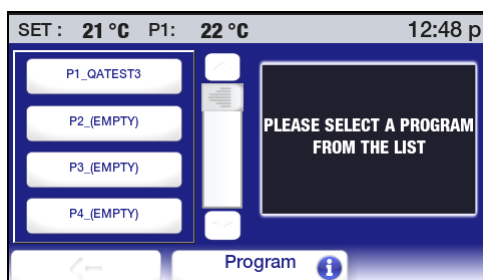 SET : 21 °C P1: 22 °C 12:48 p
P1_QATEST3
P2_(EMPTY)
P3_(EMPTY)
P4_(EMPTY)
PLEASE SELECT A PROGRAM
FROM THE LIST
Program i